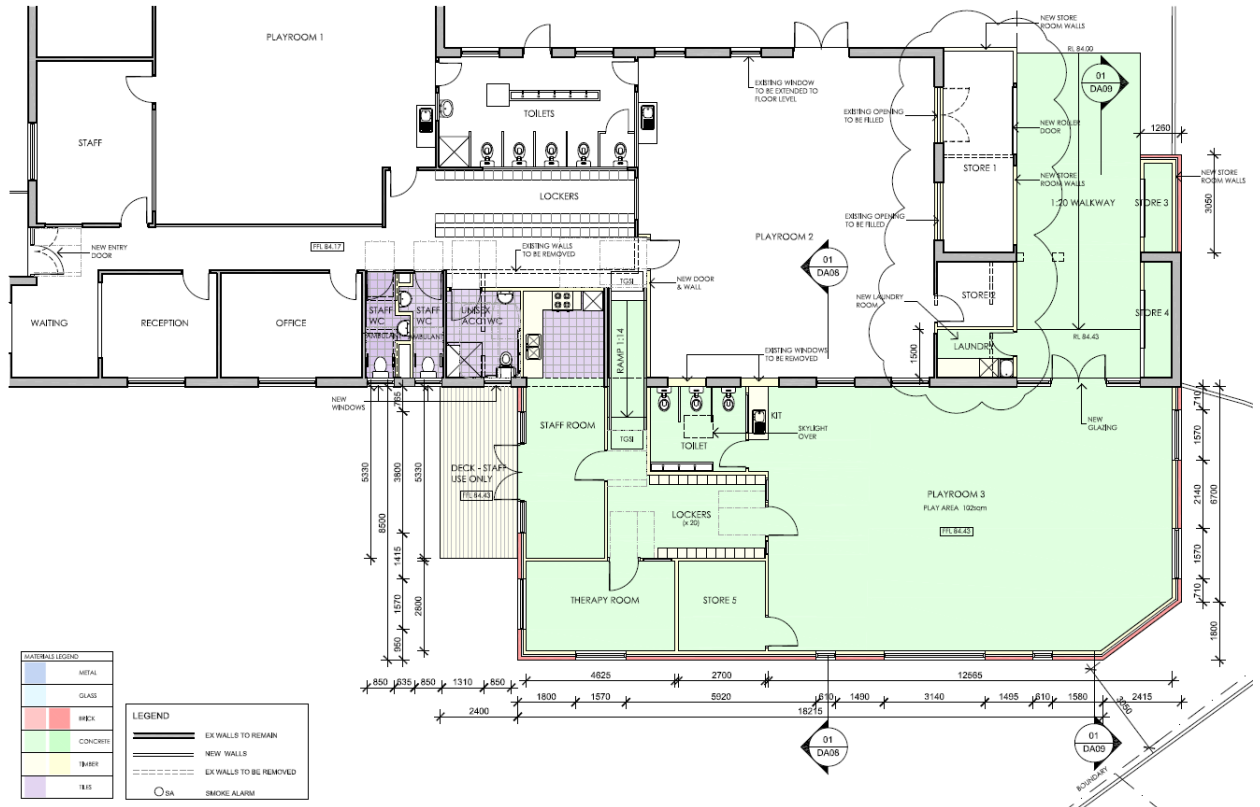 PLAYROOM 1
NEW STORE
ROOM WALLS
RL 84.00
01
DA09
EXISTING WINDOW
TO BE EXTENDED TO
FLOOR LEVEL
EXISTING OPENING
TO BE FILLED
TOILETS
NEW ROLLER
DOOR
1260
STAFF
STORE 1
NEW STORE
ROOM WALLS
NEW STORE
ROOM WALLS
3050
LOCKERS
1:20 WALKWAY
STORE 3
EXISTING OPENING
TO BE FILLED
PLAYROOM 2
NEW ENTRY
DOOR
FFL 84.17
EXISTING WALLS
TO BE REMOVED
01
DA08
TGSI
NEW DOOR
& WALL
STORE 2
NEW LAUNDRY
ROOM
STORE 4
WAITING
RECEPTION
OFFICE
STAFF
WC
AMBULANT
STAFF
WC
AMBULANT
UNISEX
ACC WC
RAMP 1:14
RL 84.43
LAUNDRY
1500
EXISTING WINDOWS
TO BE REMOVED
NEW
WINDOWS
765
710
KIT
NEW
GLAZING
STAFF ROOM
SKYLIGHT
OVER
TGSI
TOILET
1570
5330
3800
5330
DECK - STAFF
USE ONLY
FFL 84.43
PLAYROOM 3
PLAY AREA 102sqm
FFL 84.43
2140
6700
LOCKERS
(x 20)
8500
1415
1570
THERAPY ROOM
STORE 5
1570
2800
710
950
1800
MATERIALS LEGEND
METAL
GLASS
BRICK
CONCRETE
TIMBER
TILES
LEGEND
EX WALLS TO REMAIN
NEW WALLS
EX WALLS TO BE REMOVED
SA
SMOKE ALARM
4625
2700
12565
850
635
850
1310
850
1800
1570
5920
610
1490
3140
1495
610
1580
2415
2400
18215
3050
01
DA08
01
DA09
BOUNDARY